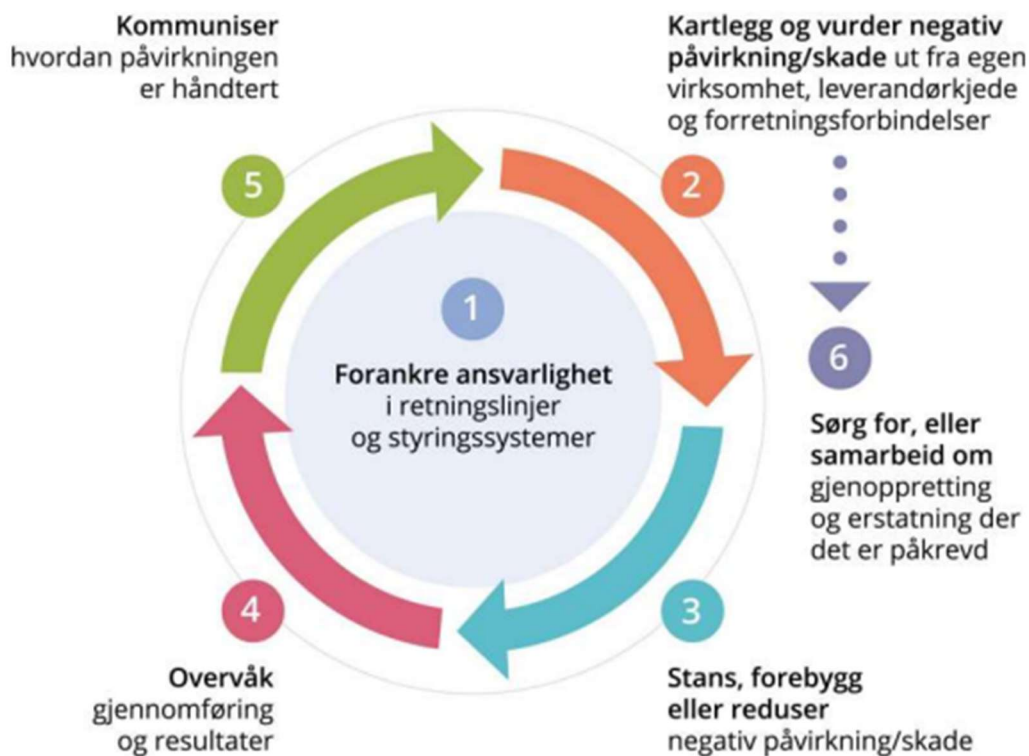 Kommuniser
hvordan påvirkningen
er håndtert
5
Kartlegg og vurder negativ
påvirkning/skade ut fra egen
virksomhet, leverandørkjede
og forretningsforbindelser
2
1
Forankre ansvarlighet
i retningslinjer
og styringssystemer
6
Sørg for, eller
samarbeid om
gjenoppretting
og erstatning der
det er påkrevd
4
Overvåk
gjennomføring
og resultater
3
Stans, forebygg
eller reduser
negativ påvirkning/skade